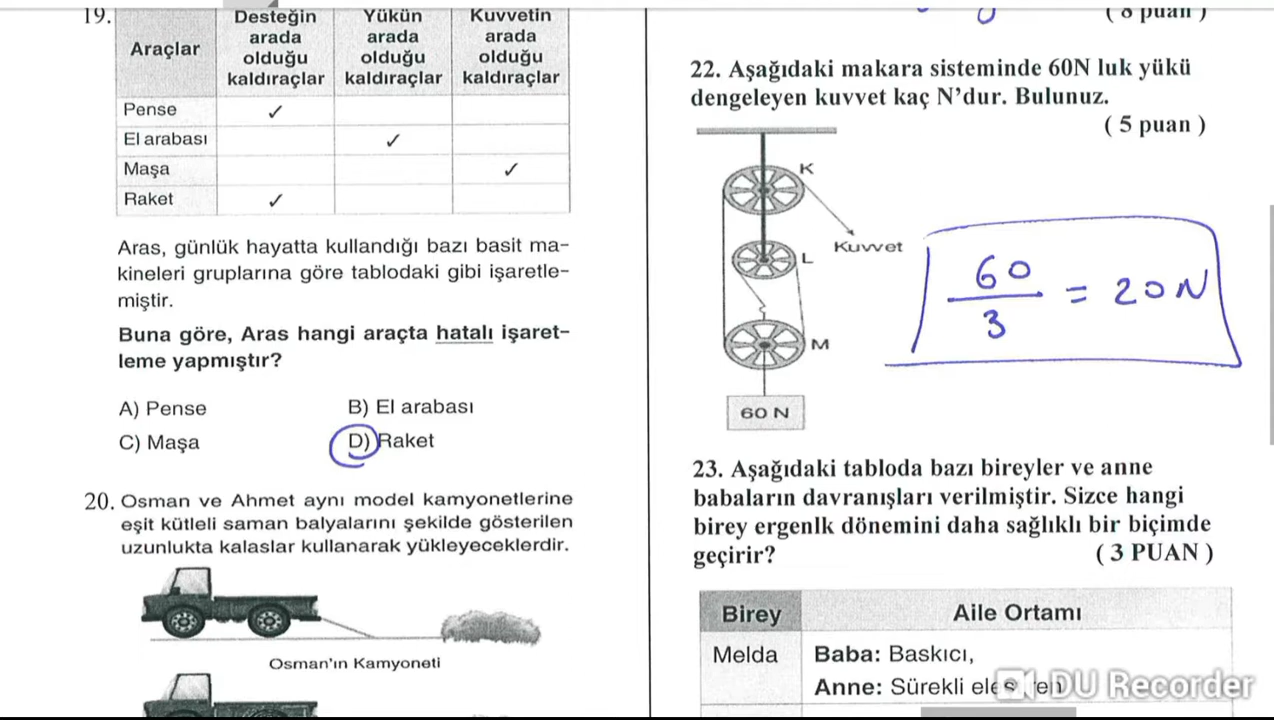 19.
Araçlar
Desteğin
arada
olduğu
kaldıraçlar
Yükün
arada
olduğu
kaldıraçlar
Kuvvetin
arada
olduğu
kaldıraçlar
Pense ✓
El arabası ✓
Maşa ✓
Raket ✓
Aras, günlük hayatta kullandığı bazı basit ma-
kineleri gruplarına göre tablodaki gibi işaretle-
miştir.
Buna göre, Aras hangi araçta hatalı işaret-
leme yapmıştır?
A) Pense B) El arabası
C) Maşa D) Raket
20. Osman ve Ahmet aynı model kamyonetlerine
eşit kütleli saman balyalarını şekilde gösterilen
uzunlukta kalaslar kullanarak yükleyeceklerdir.
Osman'ın Kamyoneti
( 8 puan )
22. Aşağıdaki makara sisteminde 60N luk yükü
dengeleyen kuvvet kaç N'dur. Bulunuz.
( 5 puan )
K
Kuvvet
L
M
60 N
60
3
= 20N
23. Aşağıdaki tabloda bazı bireyler ve anne
babaların davranışları verilmiştir. Sizce hangi
birey ergenlk dönemini daha sağlıklı bir biçimde
geçirir? ( 3 PUAN )
Birey Aile Ortamı
Melda Baba: Baskıcı,
Anne: Sürekli
DU Recorder